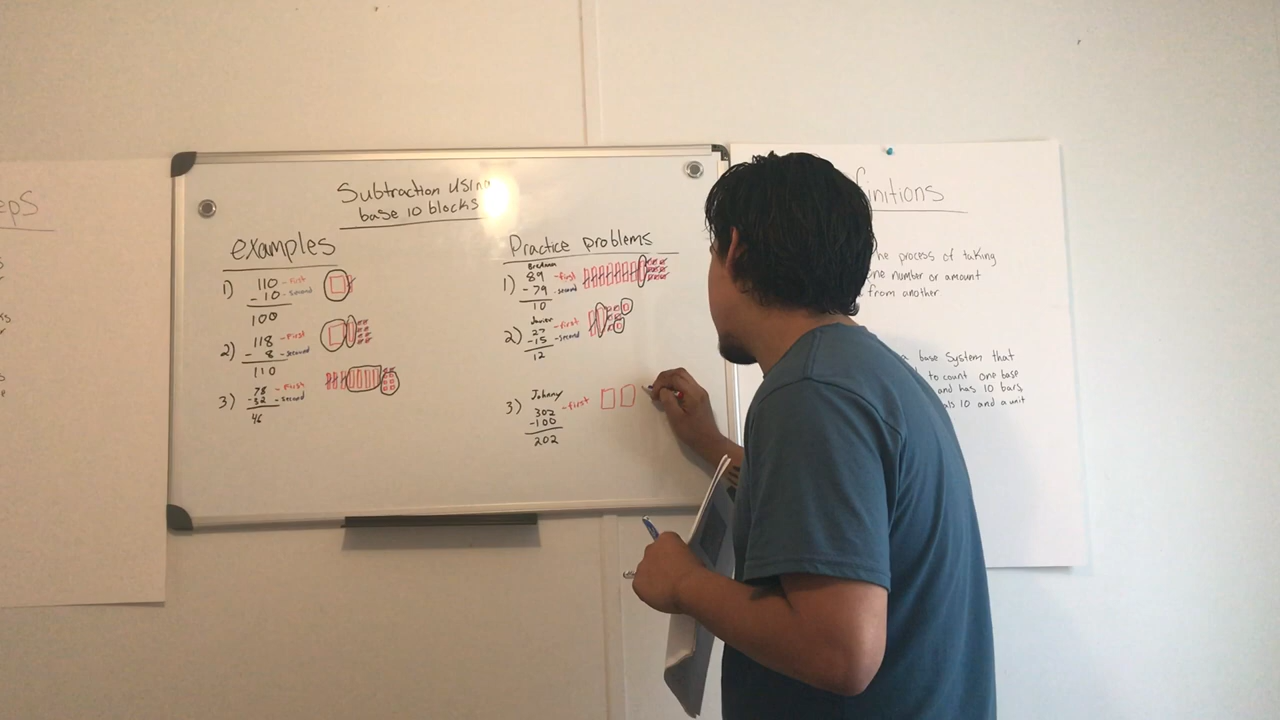 eps
Subtraction Using
base 10 blocks
examples
1) 110 - first
- 10 - second
100
2) 118 - First
- 8 - second
110
3) 78 - First
- 32 - second
46
Practice problems
Brednan
1) 89 - first
- 79 - second
10
Javier
2) 27 - first
- 15 - second
12
Johnny
3) 302 - first
- 100
202
finitions
he process of taking
one number or amount
from another
a base System that
to count one base
and has 10 bars,
als 10 and a unit